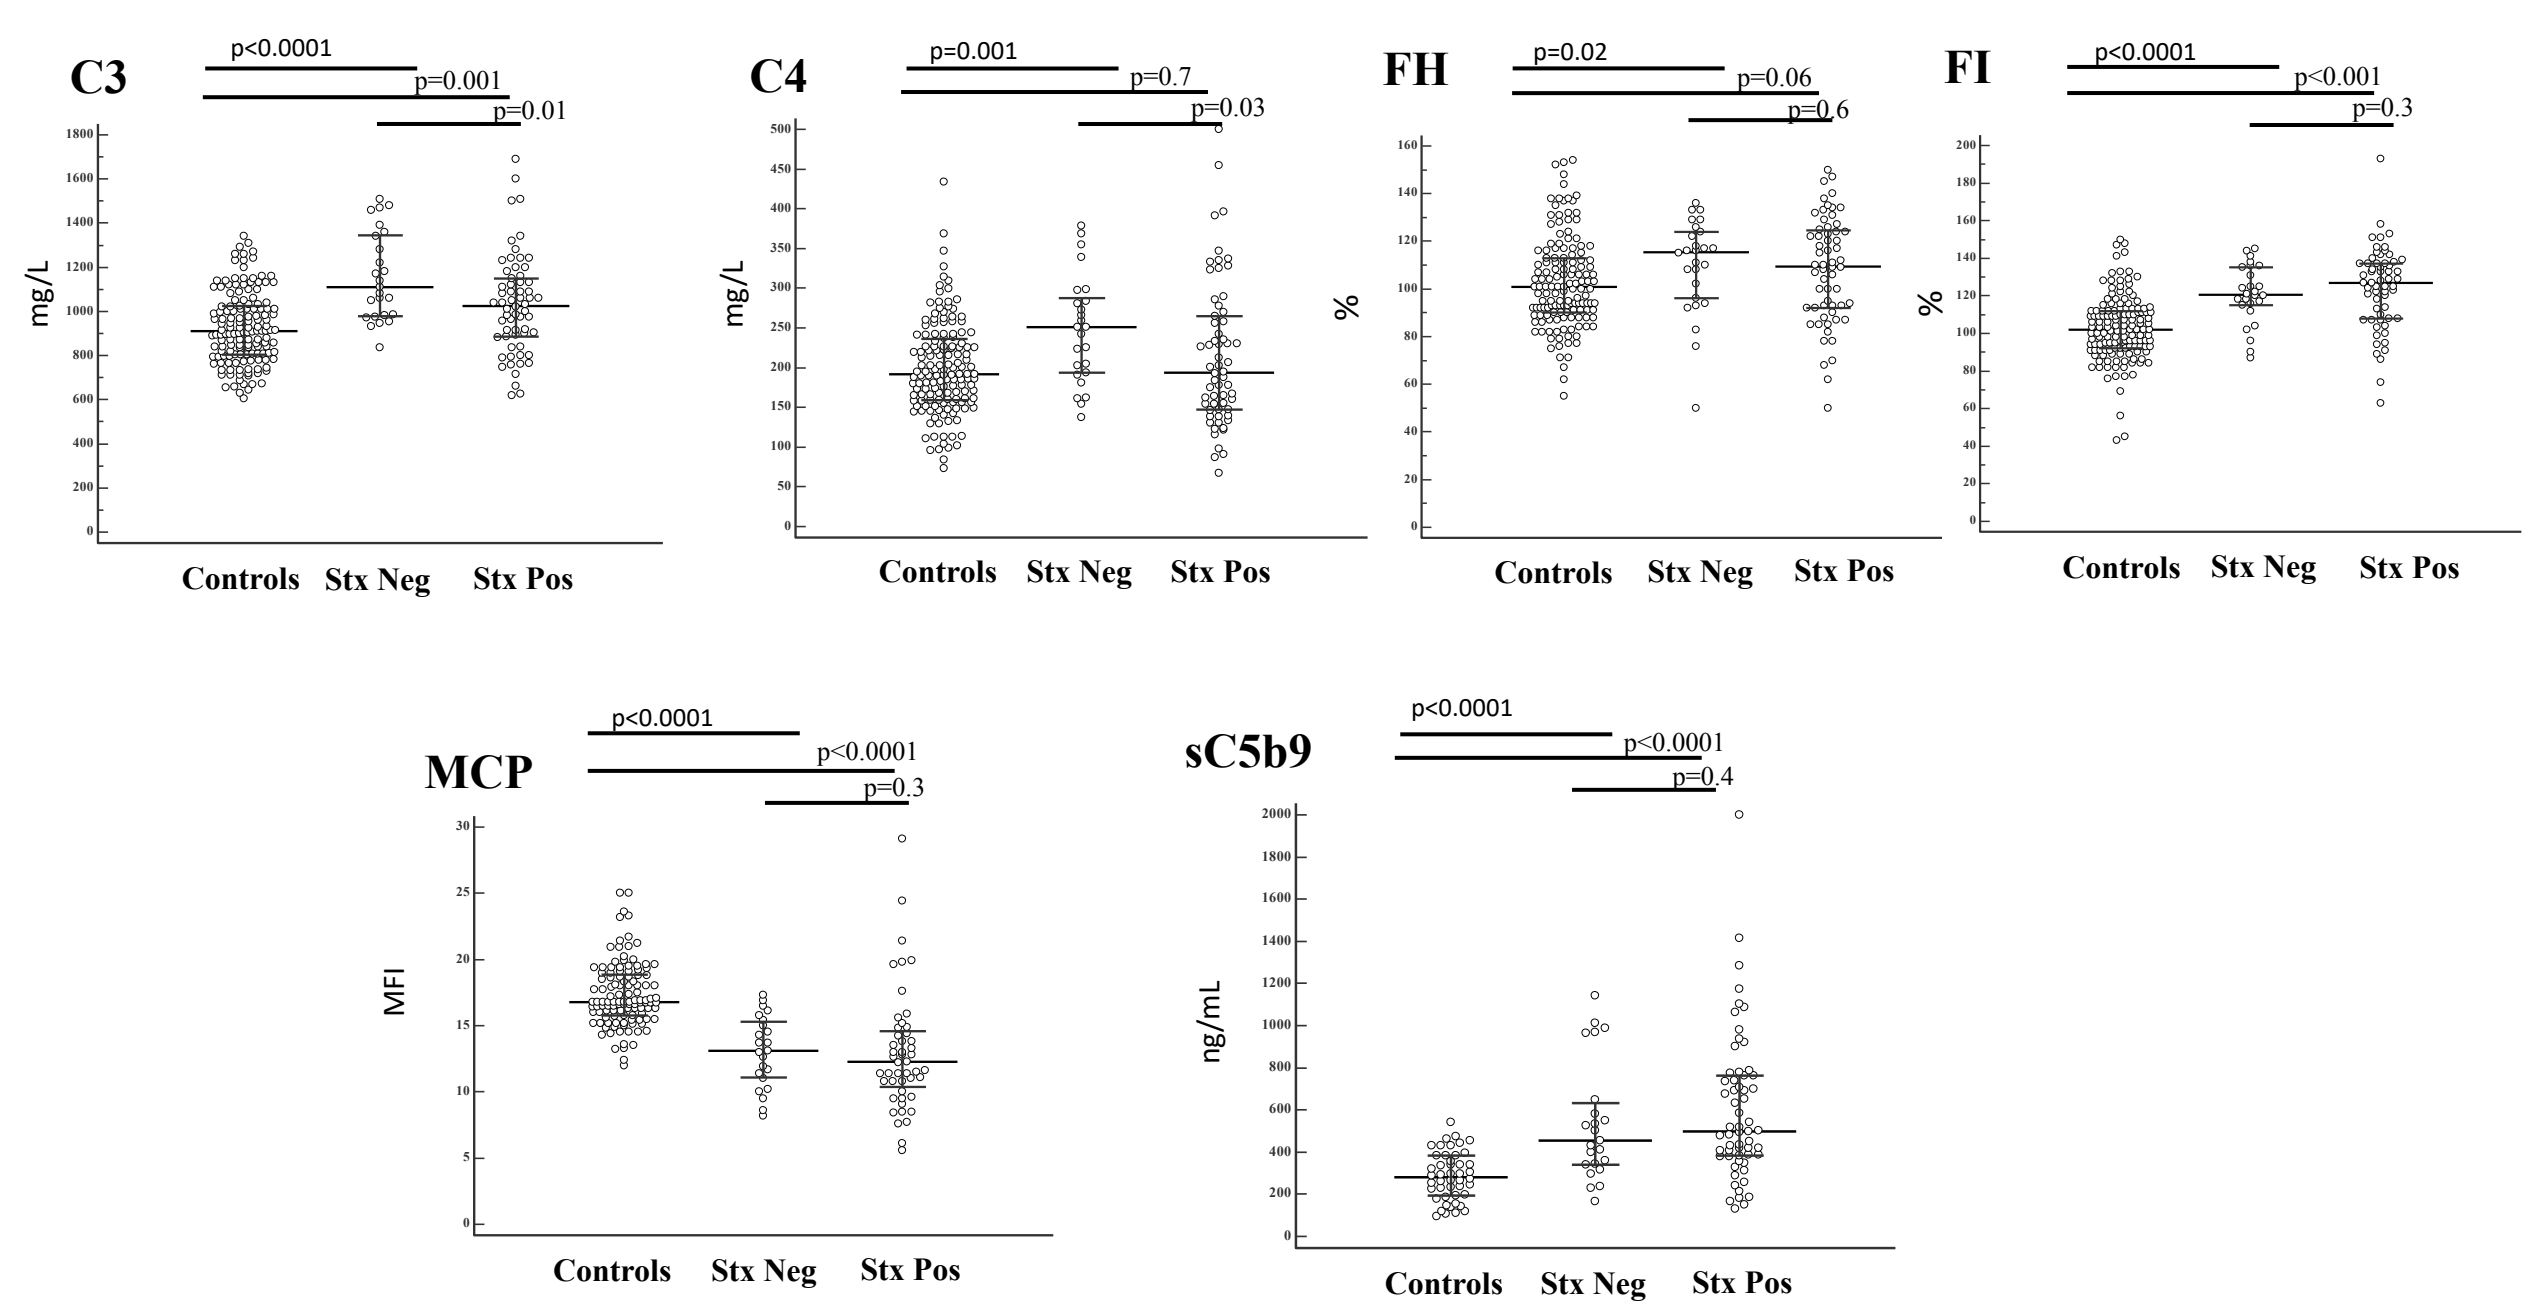 C3
p<0.0001
p=0.001
p=0.01
mg/L
1800
1600
1400
1200
1000
800
600
400
200
0
Controls
Stx Neg
Stx Pos
C4
p=0.001
p=0.7
p=0.03
mg/L
500
450
400
350
300
250
200
150
100
50
0
Controls
Stx Neg
Stx Pos
FH
p=0.02
p=0.06
p=0.6
%
160
140
120
100
80
60
40
20
0
Controls
Stx Neg
Stx Pos
FI
p<0.0001
p<0.001
p=0.3
%
200
180
160
140
120
100
80
60
40
20
0
Controls
Stx Neg
Stx Pos
MCP
p<0.0001
p<0.0001
p=0.3
MFI
30
25
20
15
10
5
0
Controls
Stx Neg
Stx Pos
sC5b9
p<0.0001
p<0.0001
p=0.4
ng/mL
2000
1800
1600
1400
1200
1000
800
600
400
200
0
Controls
Stx Neg
Stx Pos